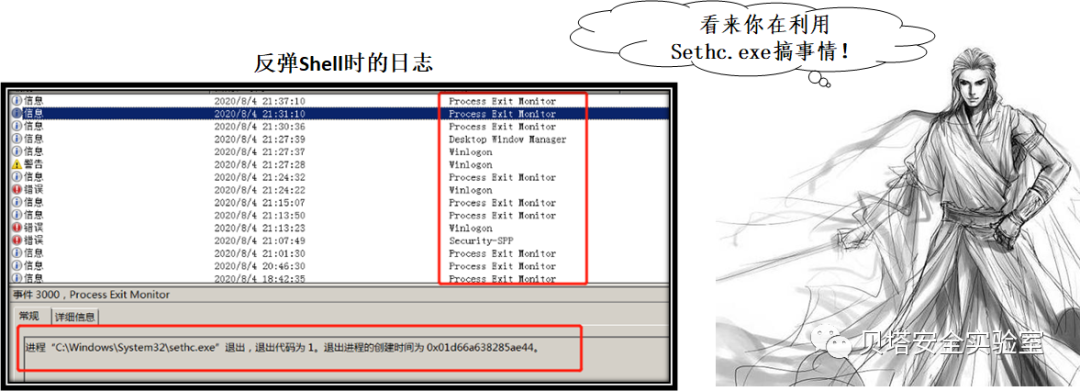 看来你在利用
Sethc.exe搞事情！
反弹Shell时的日志
信息 2020/8/4 21:37:10 Process Exit Monitor
信息 2020/8/4 21:31:10 Process Exit Monitor
信息 2020/8/4 21:30:36 Process Exit Monitor
信息 2020/8/4 21:27:39 Desktop Window Manager
信息 2020/8/4 21:27:37 Winlogon
警告 2020/8/4 21:27:28 Winlogon
信息 2020/8/4 21:24:32 Process Exit Monitor
错误 2020/8/4 21:24:22 Winlogon
信息 2020/8/4 21:15:07 Process Exit Monitor
信息 2020/8/4 21:13:50 Process Exit Monitor
错误 2020/8/4 21:13:23 Winlogon
错误 2020/8/4 21:07:49 Security-SPP
信息 2020/8/4 21:01:30 Process Exit Monitor
信息 2020/8/4 20:46:30 Process Exit Monitor
信息 2020/8/4 18:42:35 Process Exit Monitor
事件 3000，Process Exit Monitor
常规 详细信息
进程“C:\Windows\System32\sethc.exe”退出，退出代码为 1。退出进程的创建时间为 0x01d66a638285ae44。
贝塔安全实验室